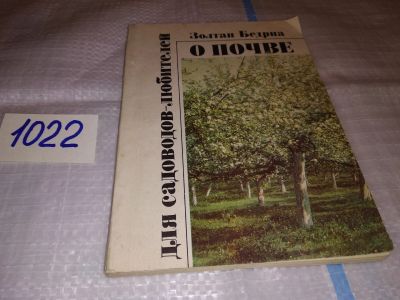 1022
Золтан Бедрна
О ПОЧВЕ
ДЛЯ САДОВОДОВ-ЛЮБИТЕЛЕЙ